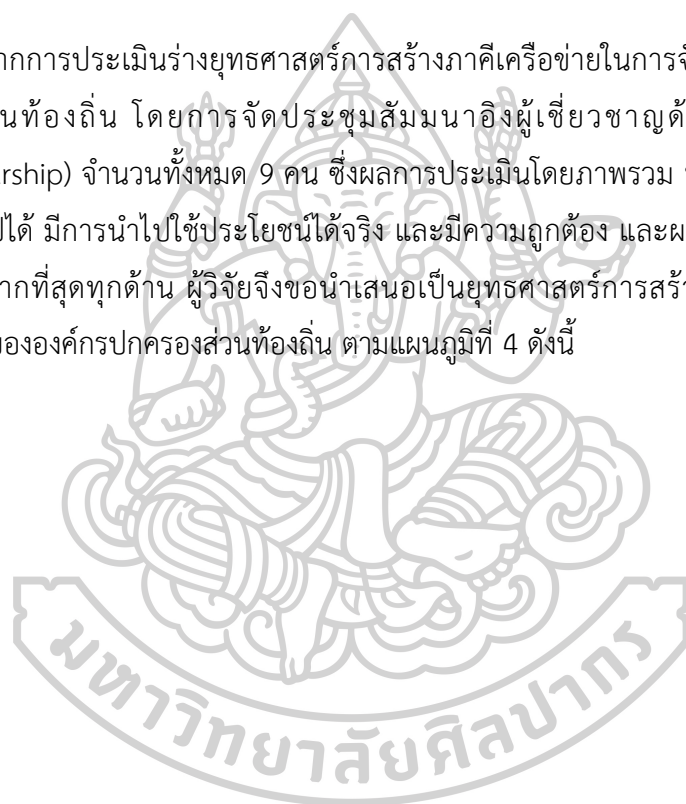 ากการประเมินร่างยุทธศาสตร์การสร้างภาคีเครือข่ายในการจั
นท้องถิ่น โดยการจัดประชุมสัมมนาอิงผู้เชี่ยวชาญด้
rship) จำนวนทั้งหมด 9 คน ซึ่งผลการประเมินโดยภาพรวม
ปได้ มีการนำไปใช้ประโยชน์ได้จริง และมีความถูกต้อง และผ
ากที่สุดทุกด้าน ผู้วิจัยจึงขอนำเสนอเป็นยุทธศาสตร์การสร้
ององค์กรปกครองส่วนท้องถิ่น ตามแผนภูมิที่ 4 ดังนี้
มหาวิทยาลัยศิลปากร